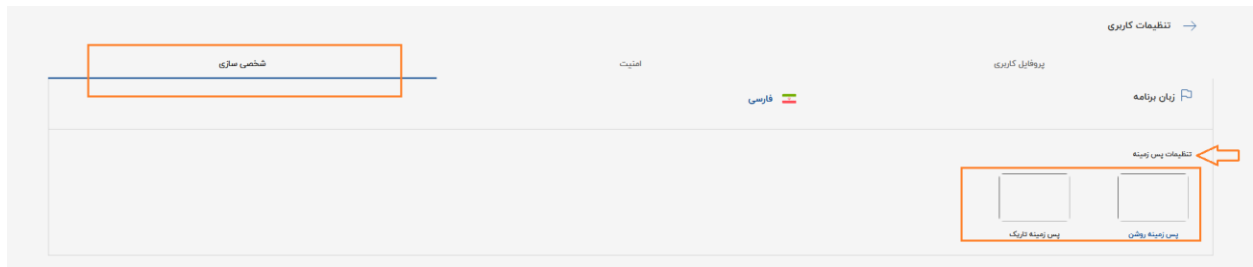 تنظیمات کاربری
پروفایل کاربری
امنیت
شخصی سازی
زبان برنامه
فارسی
تنظیمات پس زمینه
پس زمینه روشن
پس زمینه تاریک